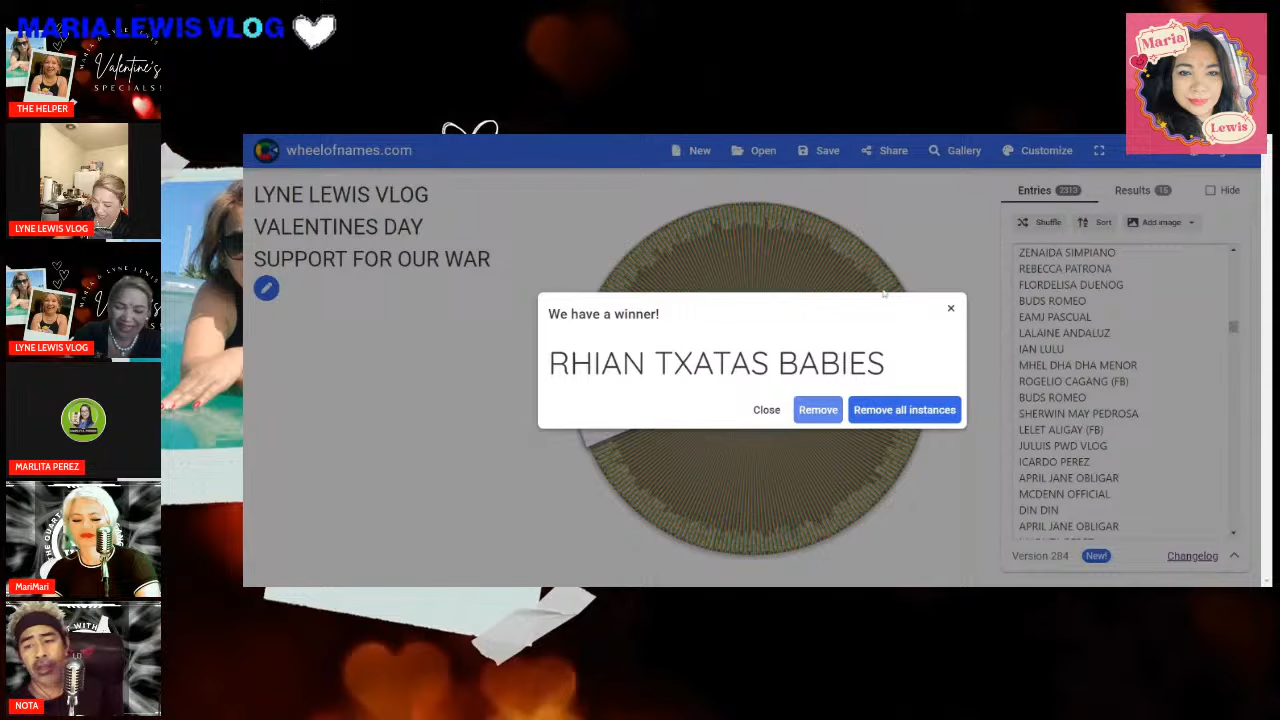 MARIA LEWIS VLOG
Valentine's
SPECIALS!
THE HELPER
LYNE LEWIS VLOG
MARIA & LYNE LEWIS
LYNE LEWIS VLOG
MARLITA PEREZ
MariMari
NOTA
Maria
Lewis
wheelofnames.com
New
Open
Save
Share
Gallery
Customize
LYNE LEWIS VLOG
VALENTINES DAY
SUPPORT FOR OUR WAR
We have a winner!
RHIAN TXATAS BABIES
Close
Remove
Remove all instances
Entries 2313
Results 15
Hide
Shuffle
Sort
Add image
ZENAIDA SIMPIANO
REBECCA PATRONA
FLORDELISA DUENOG
BUDS ROMEO
EAMJ PASCUAL
LALAINE ANDALUZ
IAN LULU
MHEL DHA DHA MENOR
ROGELIO CAGANG (FB)
BUDS ROMEO
SHERWIN MAY PEDROSA
LELET ALIGAY (FB)
JULUIS PWD VLOG
ICARDO PEREZ
APRIL JANE OBLIGAR
MCDENN OFFICIAL
DIN DIN
APRIL JANE OBLIGAR
Version 284
New!
Changelog